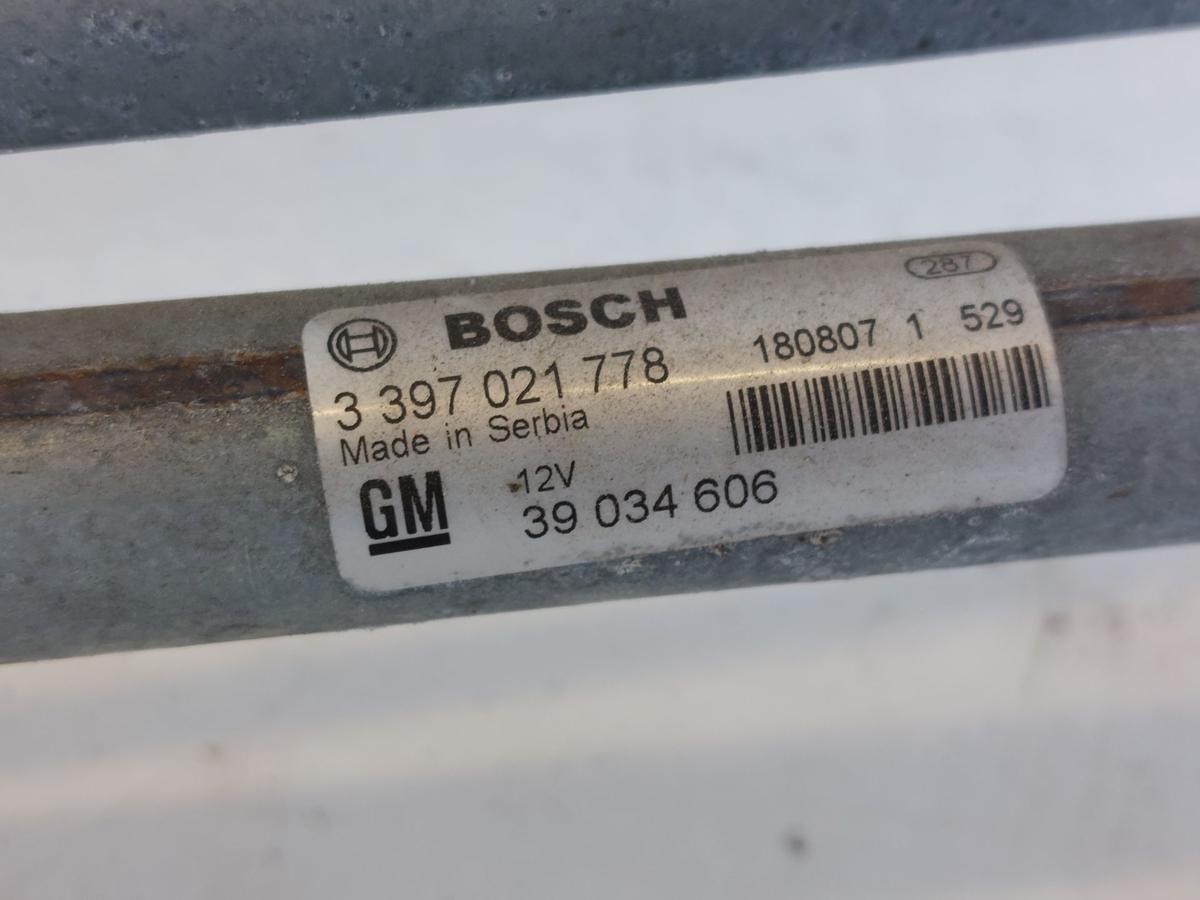 287
BOSCH
180807 1 529
3 397 021 778
Made in Serbia
12V
GM
39 034 606